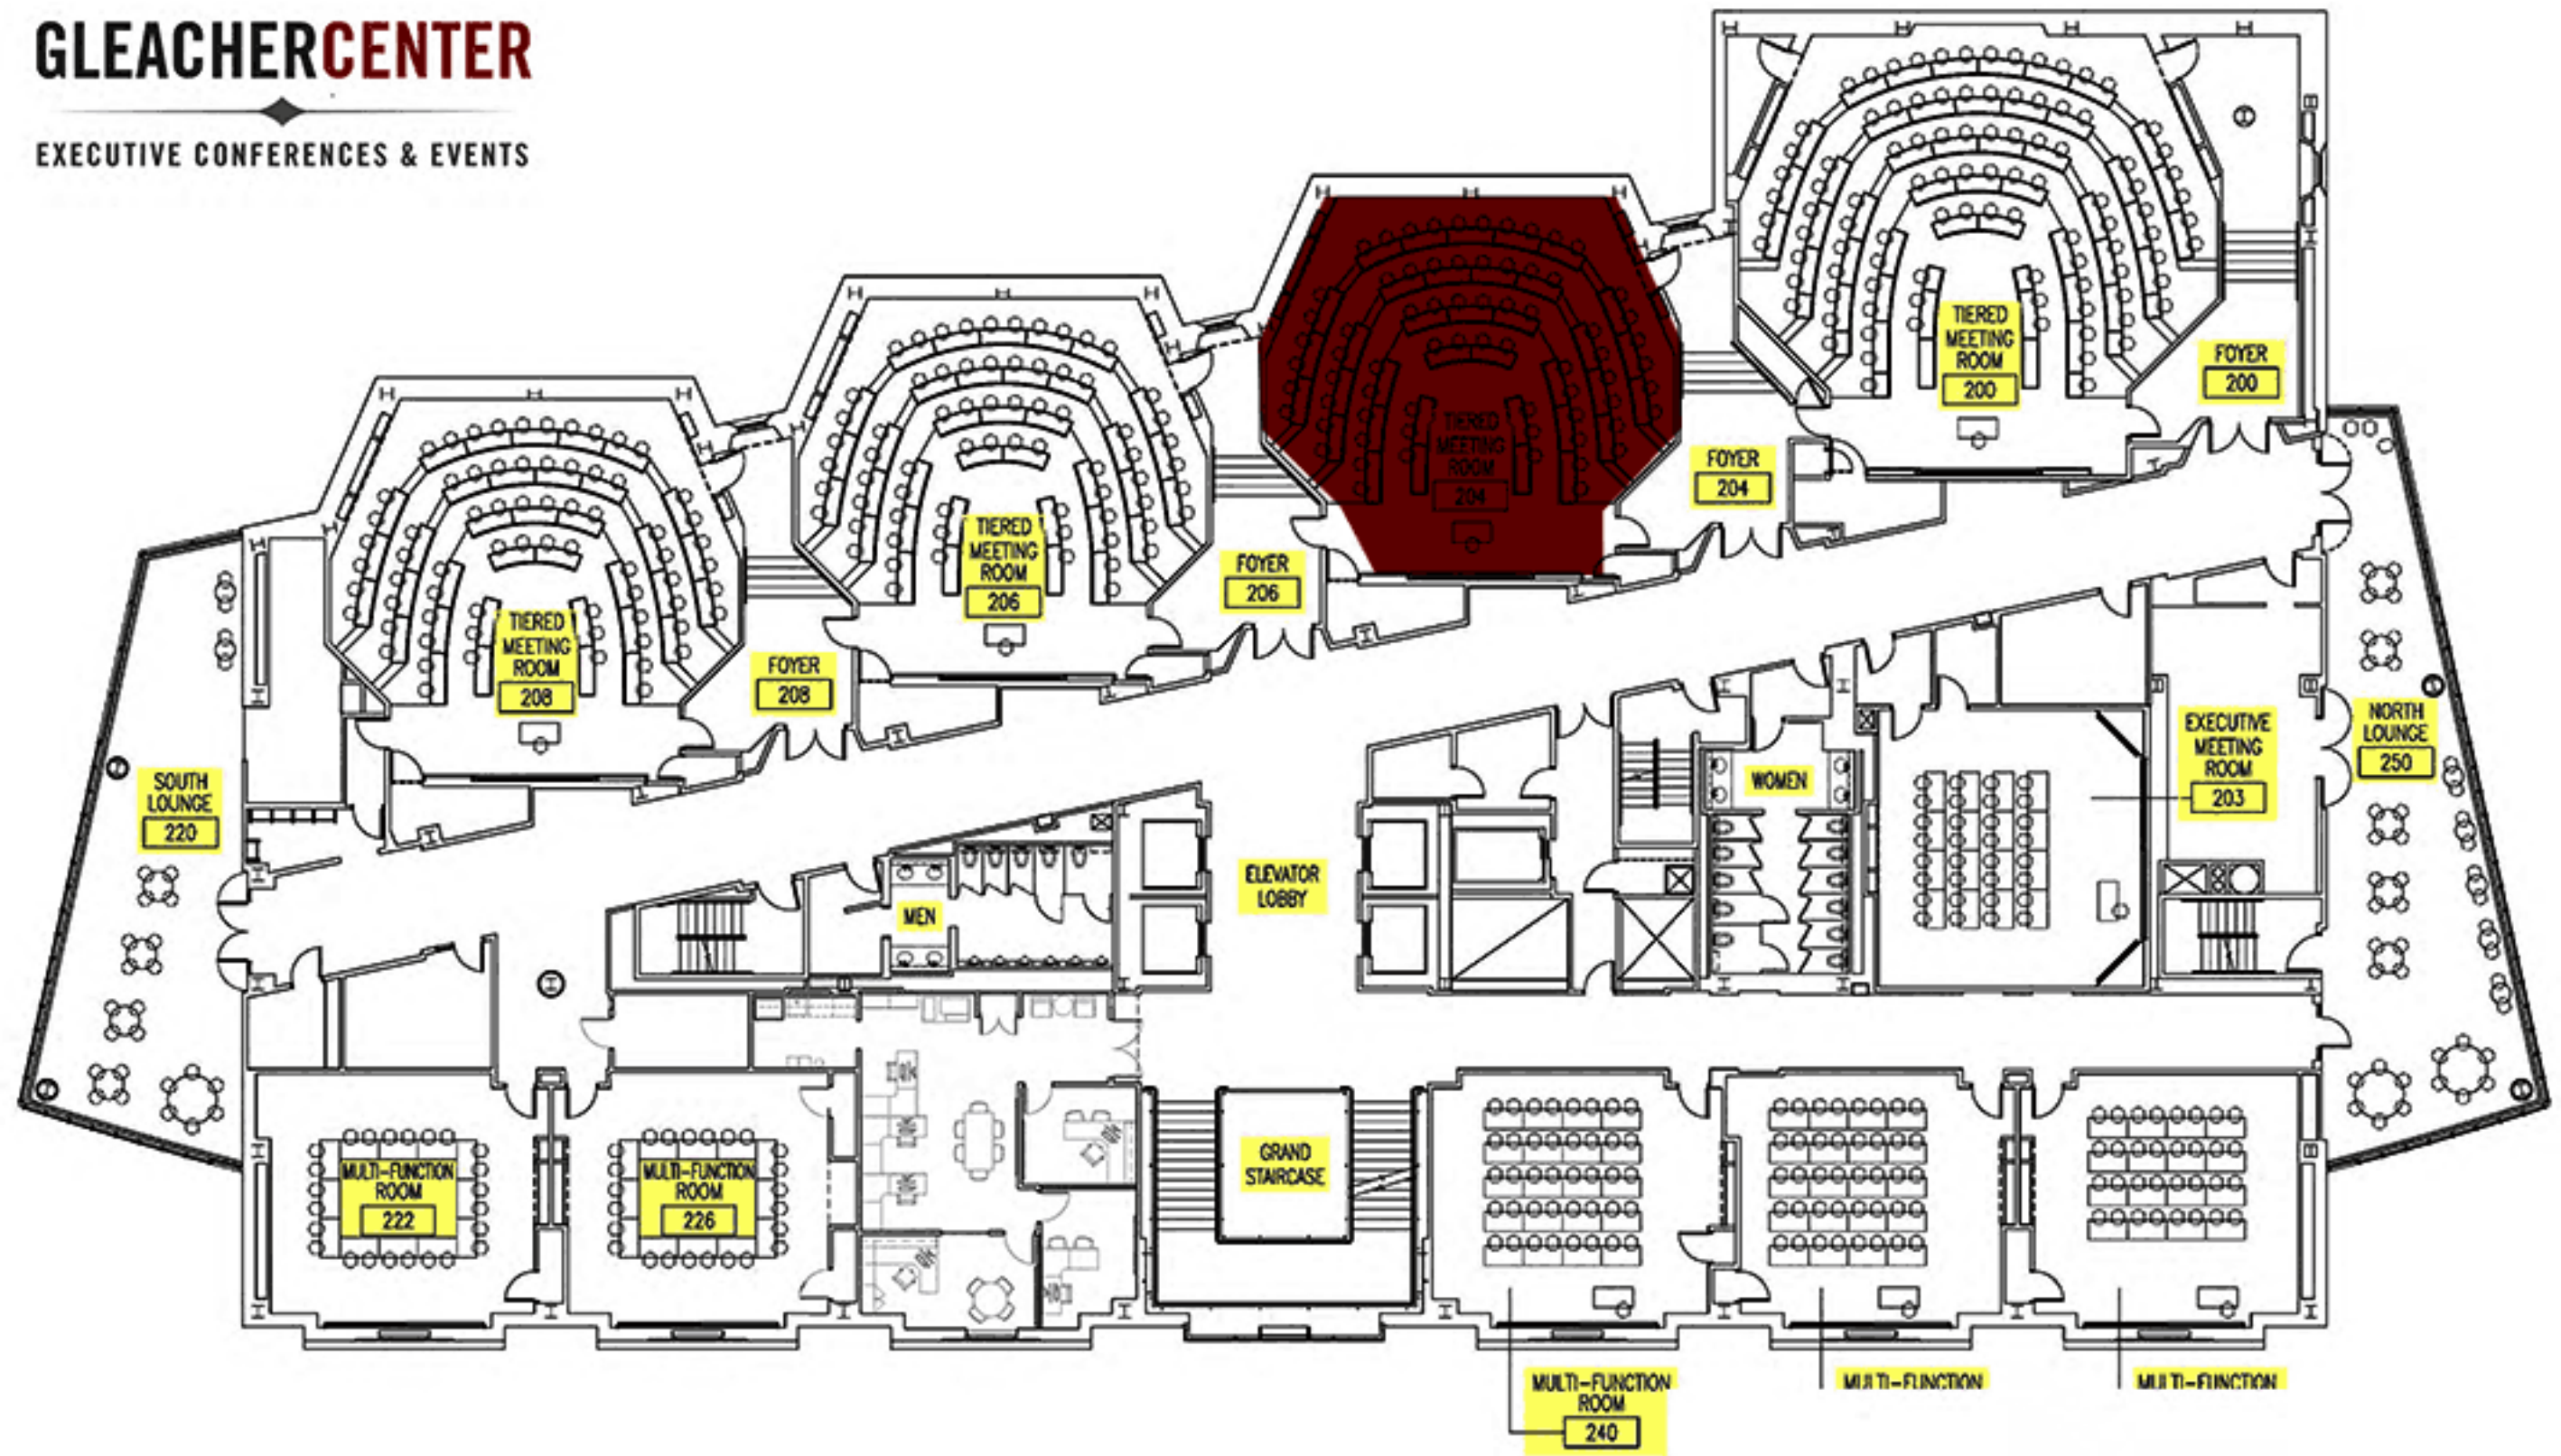 GLEACHERCENTER
EXECUTIVE CONFERENCES & EVENTS
TIERED
MEETING
ROOM
200
FOYER
200
TIERED
MEETING
ROOM
204
FOYER
204
TIERED
MEETING
ROOM
206
FOYER
206
TIERED
MEETING
ROOM
208
FOYER
208
SOUTH
LOUNGE
220
EXECUTIVE
MEETING
ROOM
203
NORTH
LOUNGE
250
WOMEN
ELEVATOR
LOBBY
MEN
MULTI-FUNCTION
ROOM
222
MULTI-FUNCTION
ROOM
226
GRAND
STAIRCASE
MULTI-FUNCTION
ROOM
240
MULTI-FUNCTION
MULTI-FUNCTION